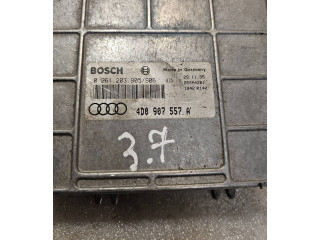 Made in Germany
BOSCH
0 261 203 905/906
4D0 907 557 A
3.7